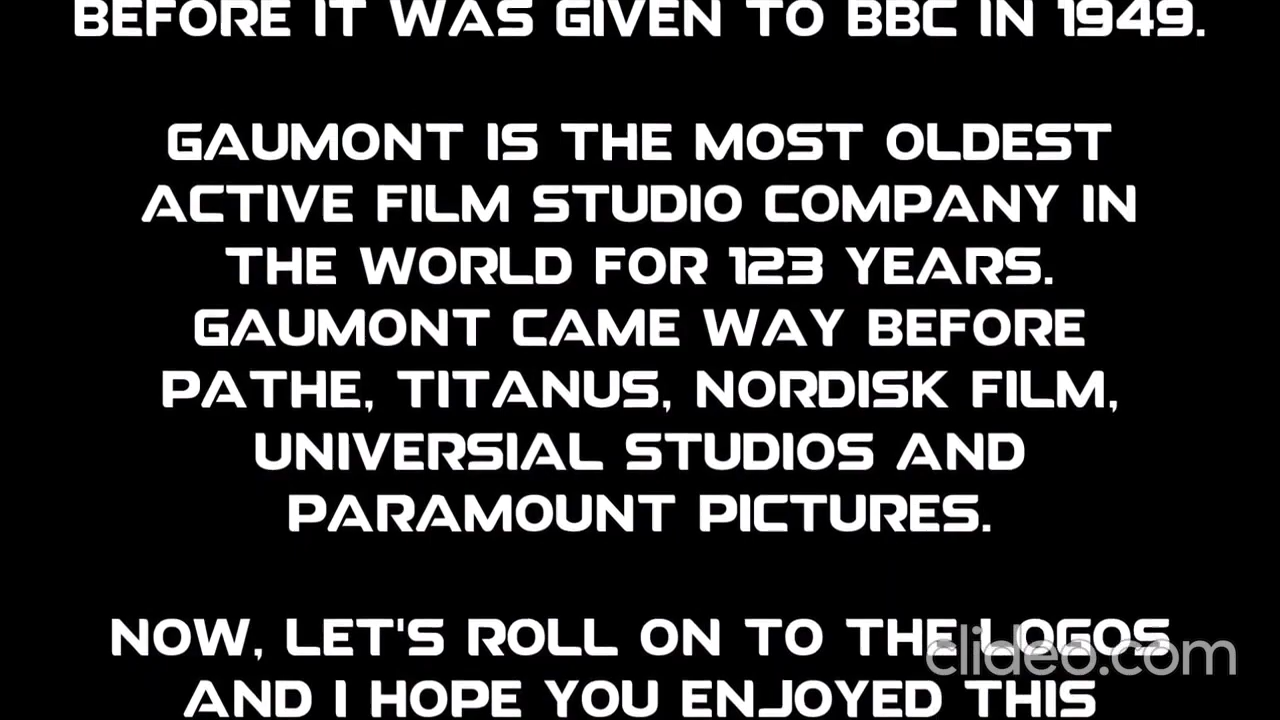 BEFORE IT WAS GIVEN TO BBC IN 1949.
GAUMONT IS THE MOST OLDEST
ACTIVE FILM STUDIO COMPANY IN
THE WORLD FOR 123 YEARS.
GAUMONT CAME WAY BEFORE
PATHE, TITANUS, NORDISK FILM,
UNIVERSIAL STUDIOS AND
PARAMOUNT PICTURES.
NOW, LET'S ROLL ON TO THE LOGOS
clideo.com
AND I HOPE YOU ENJOYED THIS